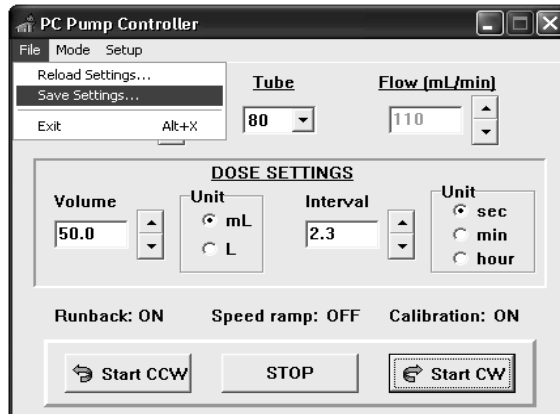 PC Pump Controller
File Mode Setup
Reload Settings...
Save Settings...
Exit Alt+X
Tube Flow (mL/min)
80 110
DOSE SETTINGS
Volume Unit Interval Unit
50.0 mL 2.3 sec
L min
hour
Runback: ON Speed ramp: OFF Calibration: ON
Start CCW STOP Start CW